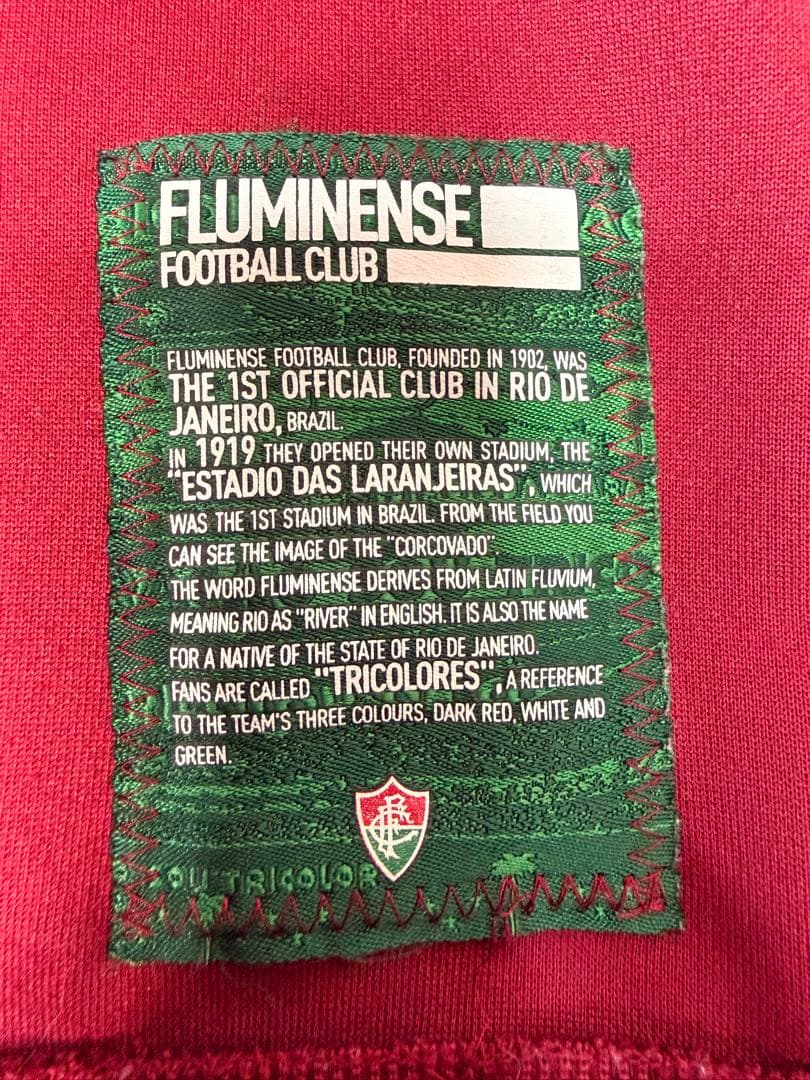 FLUMINENSE
FOOTBALL CLUB
FLUMINENSE FOOTBALL CLUB, FOUNDED IN 1902, WAS
THE 1ST OFFICIAL CLUB IN RIO DE
JANEIRO, BRAZIL.
IN 1919 THEY OPENED THEIR OWN STADIUM, THE
"ESTADIO DAS LARANJEIRAS", WHICH
WAS THE 1ST STADIUM IN BRAZIL. FROM THE FIELD YOU
CAN SEE THE IMAGE OF THE "CORCOVADO".
THE WORD FLUMINENSE DERIVES FROM LATIN FLUVIUM,
MEANING RIO AS "RIVER" IN ENGLISH. IT IS ALSO THE NAME
FOR A NATIVE OF THE STATE OF RIO DE JANEIRO.
FANS ARE CALLED "TRICOLORES", A REFERENCE
TO THE TEAM'S THREE COLOURS, DARK RED, WHITE AND
GREEN.
FFC
OU TRICOLOR